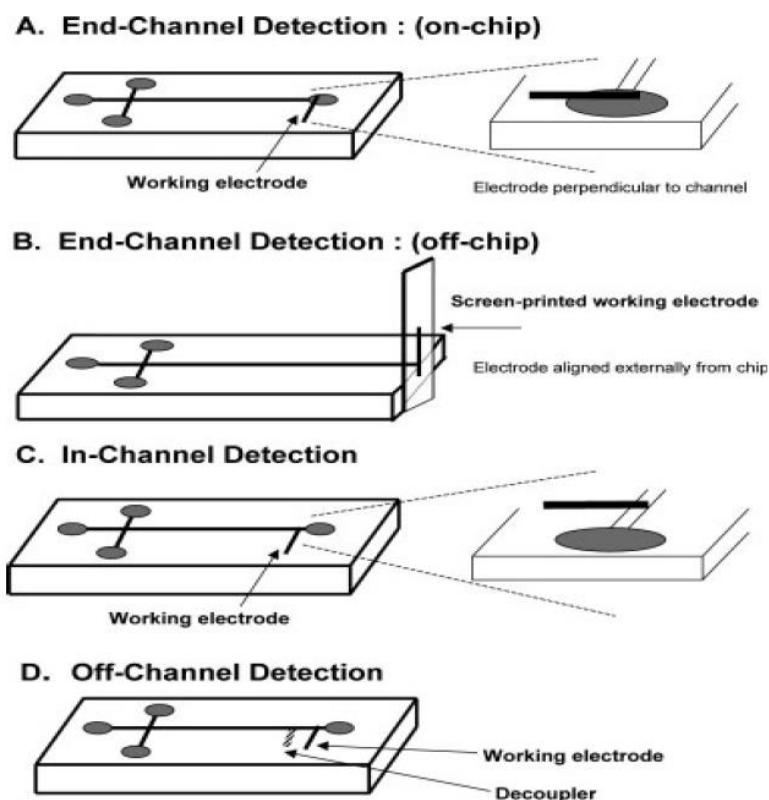 A. End-Channel Detection : (on-chip)
Working electrode
Electrode perpendicular to channel
B. End-Channel Detection : (off-chip)
Screen-printed working electrode
Electrode aligned externally from chip
C. In-Channel Detection
Working electrode
D. Off-Channel Detection
Working electrode
Decoupler